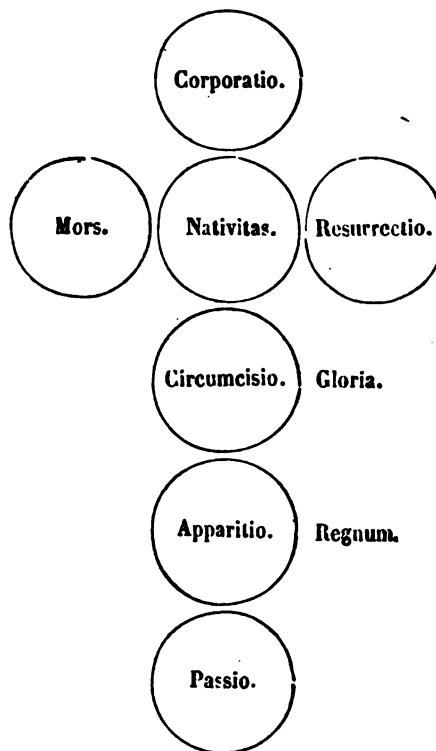 Corporatio.
Mors. Nativitas. Resurrectio.
Circumcisio. Gloria.
Apparitio. Regnum.
Passio.